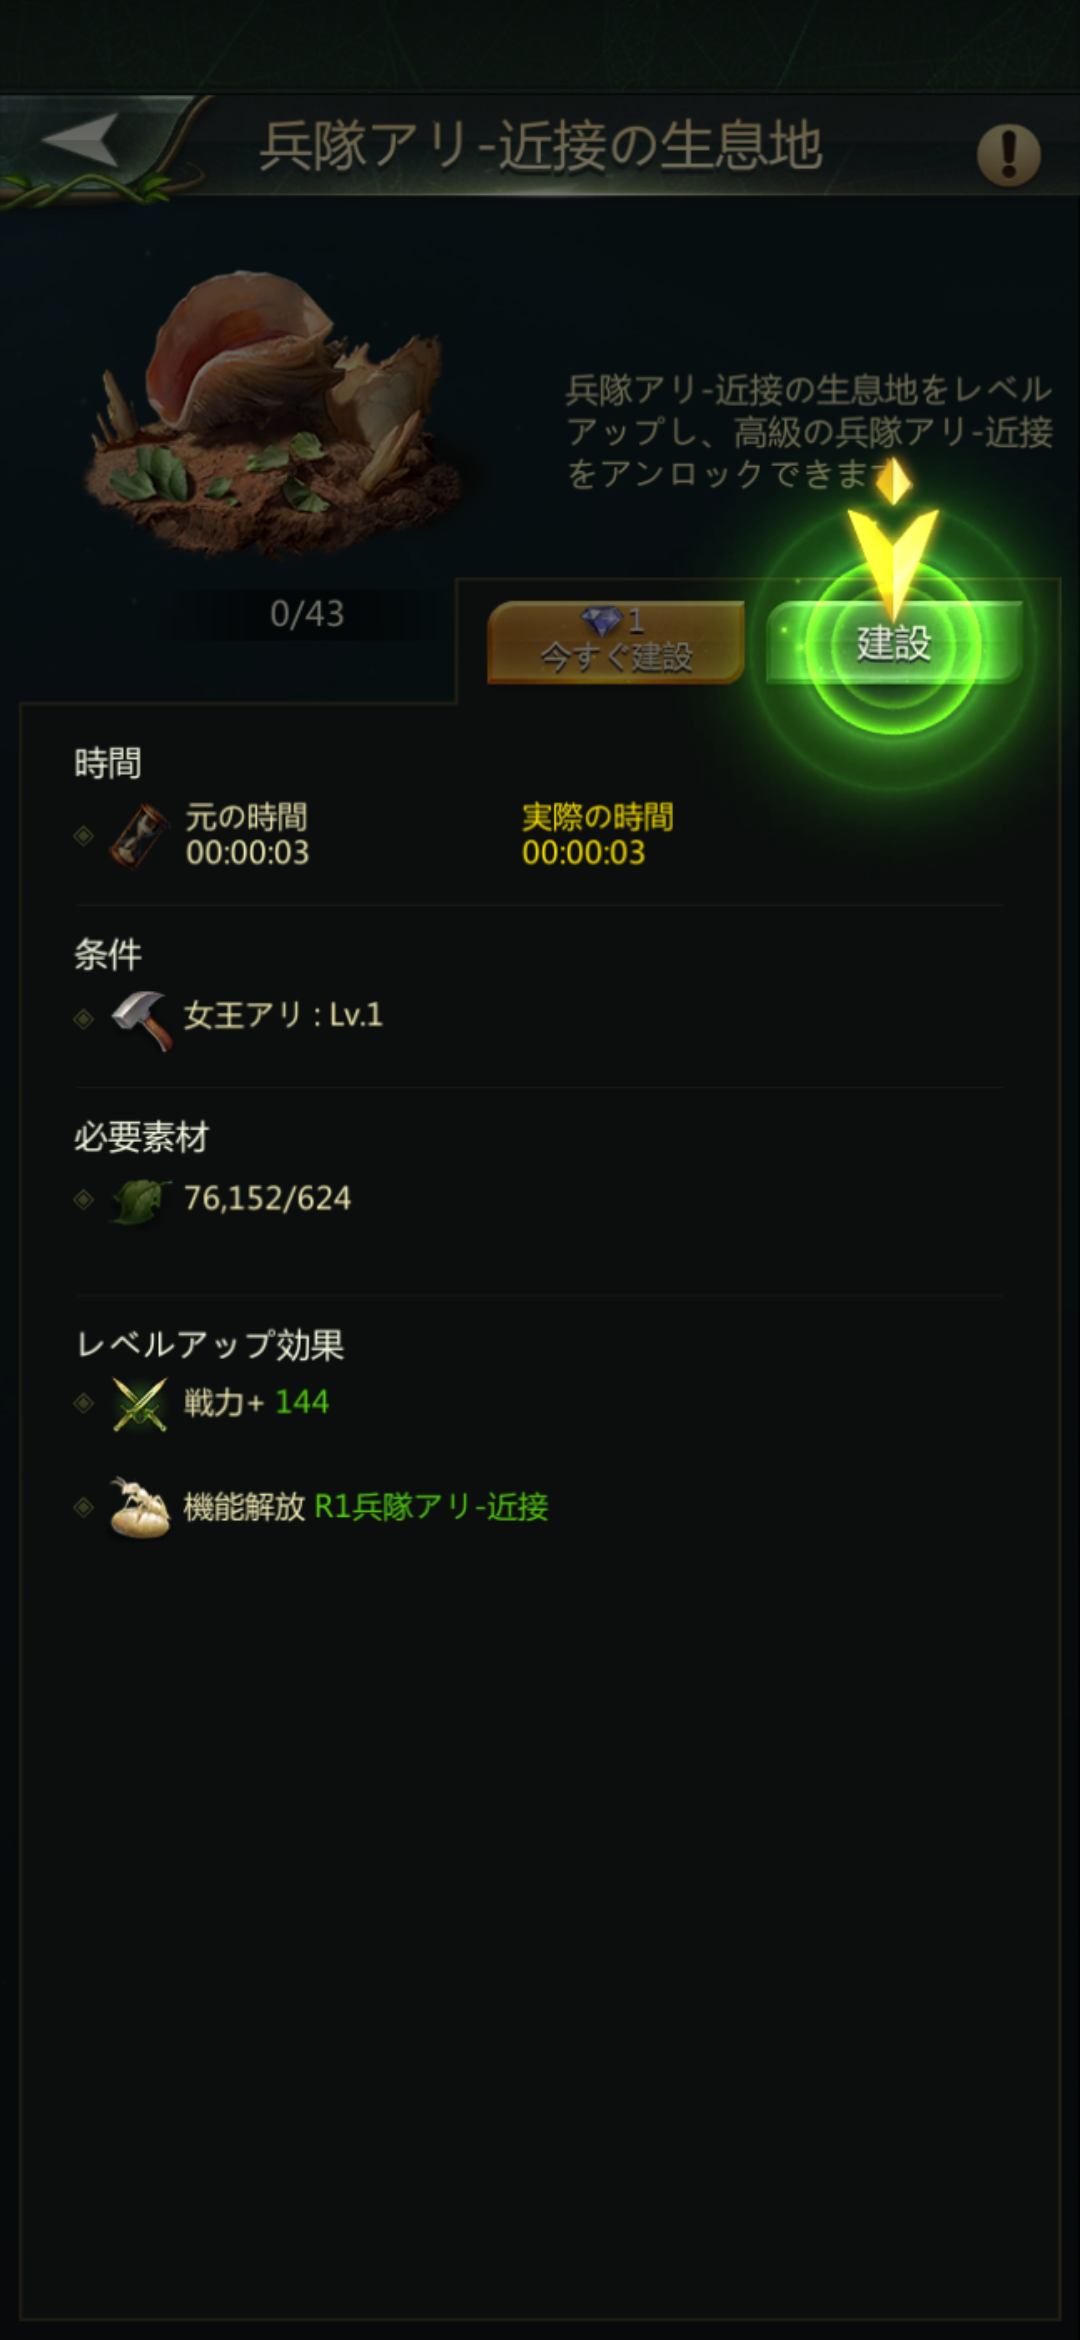 兵隊アリ-近接の生息地
兵隊アリ-近接の生息地をレベル
アップし、高級の兵隊アリ-近接
をアンロックできます
0/43
1
今すぐ建設
建設
時間
元の時間
00:00:03
実際の時間
00:00:03
条件
女王アリ : Lv.1
必要素材
76,152/624
レベルアップ効果
戦力+ 144
機能解放 R1兵隊アリ-近接